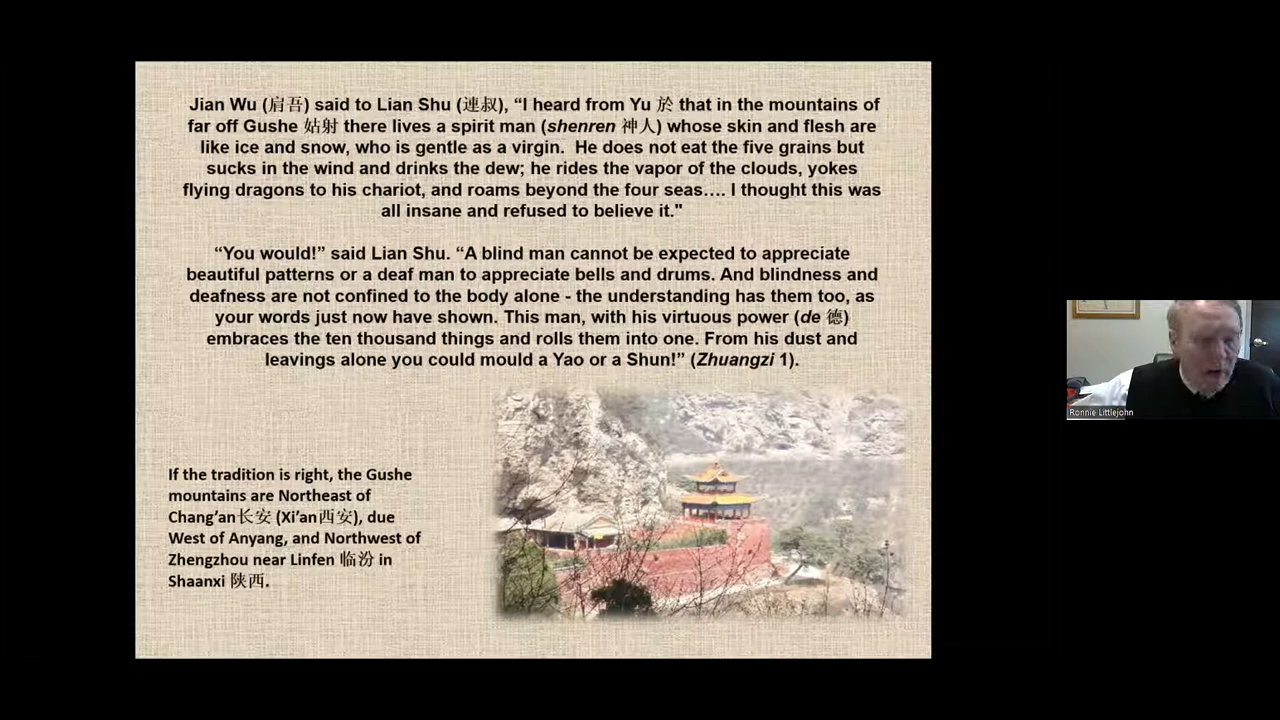 Jian Wu (肩吾) said to Lian Shu (連叔), “I heard from Yu 於 that in the mountains of
far off Gushe 姑射 there lives a spirit man (shenren 神人) whose skin and flesh are
like ice and snow, who is gentle as a virgin.  He does not eat the five grains but
sucks in the wind and drinks the dew; he rides the vapor of the clouds, yokes
flying dragons to his chariot, and roams beyond the four seas…. I thought this was
all insane and refused to believe it."
“You would!” said Lian Shu. “A blind man cannot be expected to appreciate
beautiful patterns or a deaf man to appreciate bells and drums. And blindness and
deafness are not confined to the body alone - the understanding has them too, as
your words just now have shown. This man, with his virtuous power (de 德)
embraces the ten thousand things and rolls them into one. From his dust and
leavings alone you could mould a Yao or a Shun!” (Zhuangzi 1).
If the tradition is right, the Gushe
mountains are Northeast of
Chang’an长安 (Xi’an西安), due
West of Anyang, and Northwest of
Zhengzhou near Linfen 临汾 in
Shaanxi 陕西.
Ronnie Littlejohn